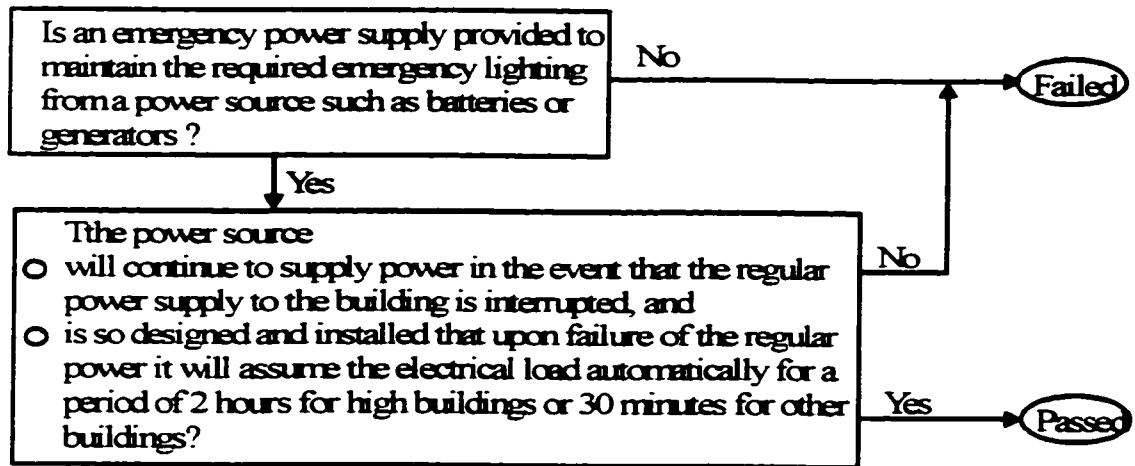 Is an emergency power supply provided to
maintain the required emergency lighting
from a power source such as batteries or
generators ?
No
Failed
Yes
Tthe power source
o will continue to supply power in the event that the regular
power supply to the building is interrupted, and
o is so designed and installed that upon failure of the regular
power it will assume the electrical load automatically for a
period of 2 hours for high buildings or 30 minutes for other
buildings?
No
Yes
Passed